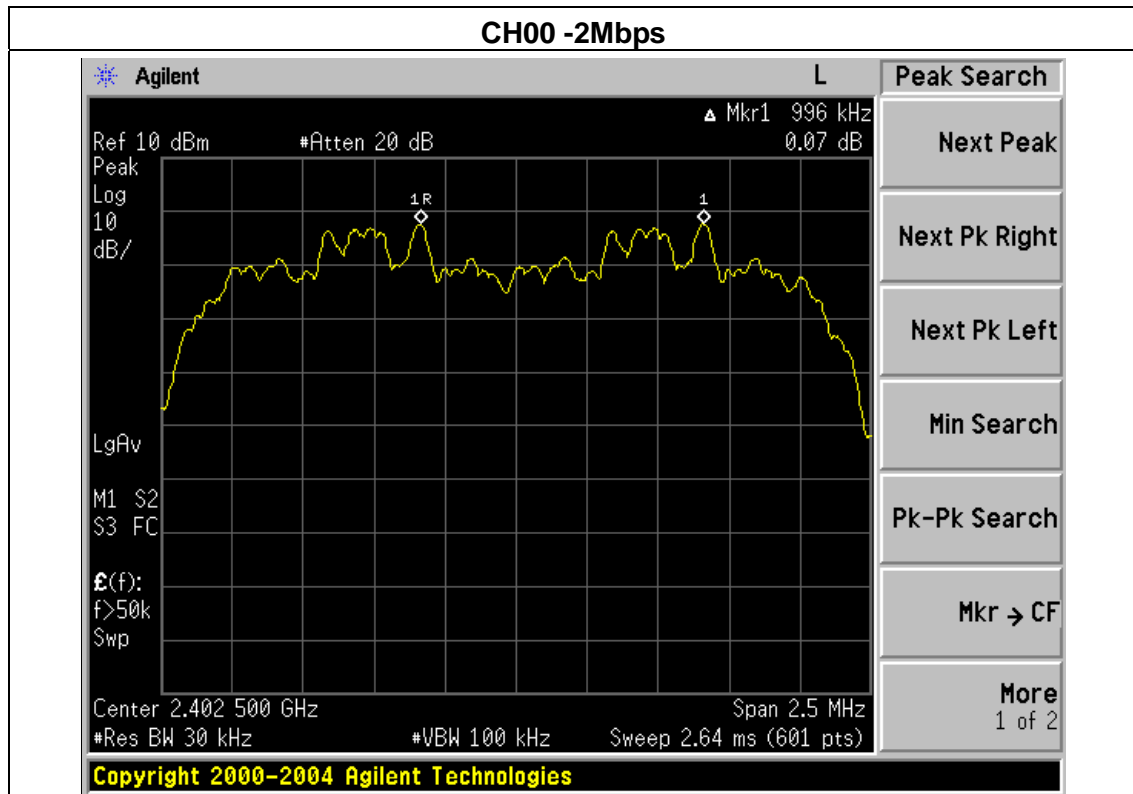 CH00 -2Mbps
Agilent L Peak Search
Δ Mkr1 996 kHz
Ref 10 dBm #Atten 20 dB 0.07 dB
Peak
Log
10
dB/
1R 1
LgAv
M1 S2
S3 FC
£(f):
f>50k
Swp
Center 2.402 500 GHz Span 2.5 MHz
#Res BW 30 kHz #VBW 100 kHz Sweep 2.64 ms (601 pts)
Copyright 2000-2004 Agilent Technologies
Next Peak
Next Pk Right
Next Pk Left
Min Search
Pk-Pk Search
Mkr → CF
More
1 of 2